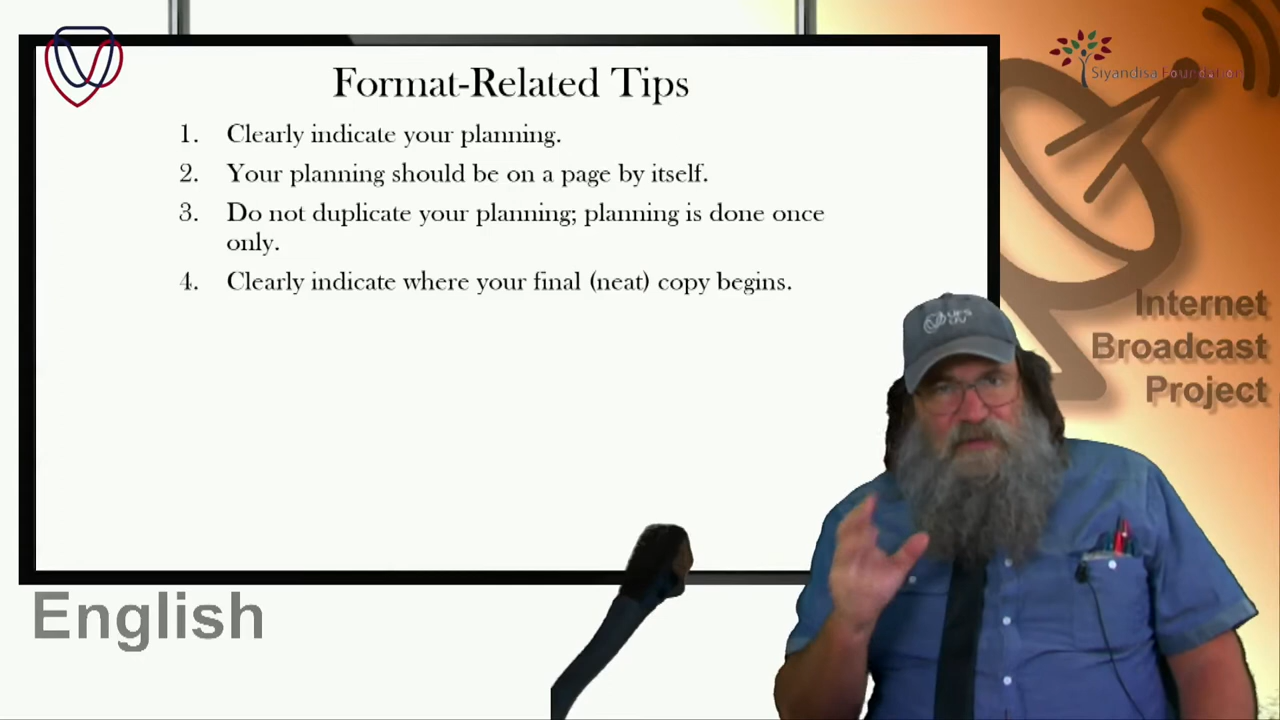 Format-Related Tips
1. Clearly indicate your planning.
2. Your planning should be on a page by itself.
3. Do not duplicate your planning; planning is done once
only.
4. Clearly indicate where your final (neat) copy begins.
Siyandisa Foundation
Internet
Broadcast
Project
English